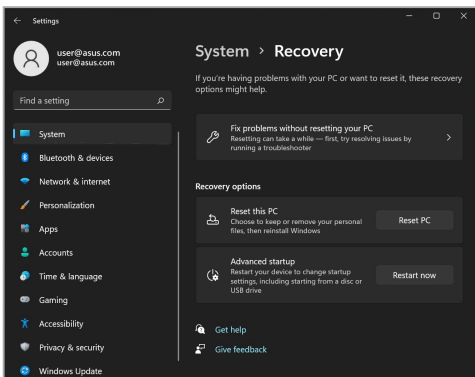 Settings
user@asus.com
user@asus.com
Find a setting
System
Bluetooth & devices
Network & internet
Personalization
Apps
Accounts
Time & language
Gaming
Accessibility
Privacy & security
Windows Update
System > Recovery
If you're having problems with your PC or want to reset it, these recovery
options might help.
Fix problems without resetting your PC
Resetting can take a while — first, try resolving issues by
running a troubleshooter
Recovery options
Reset this PC
Choose to keep or remove your personal
files, then reinstall Windows
Reset PC
Advanced startup
Restart your device to change startup
settings, including starting from a disc or
USB drive
Restart now
Get help
Give feedback